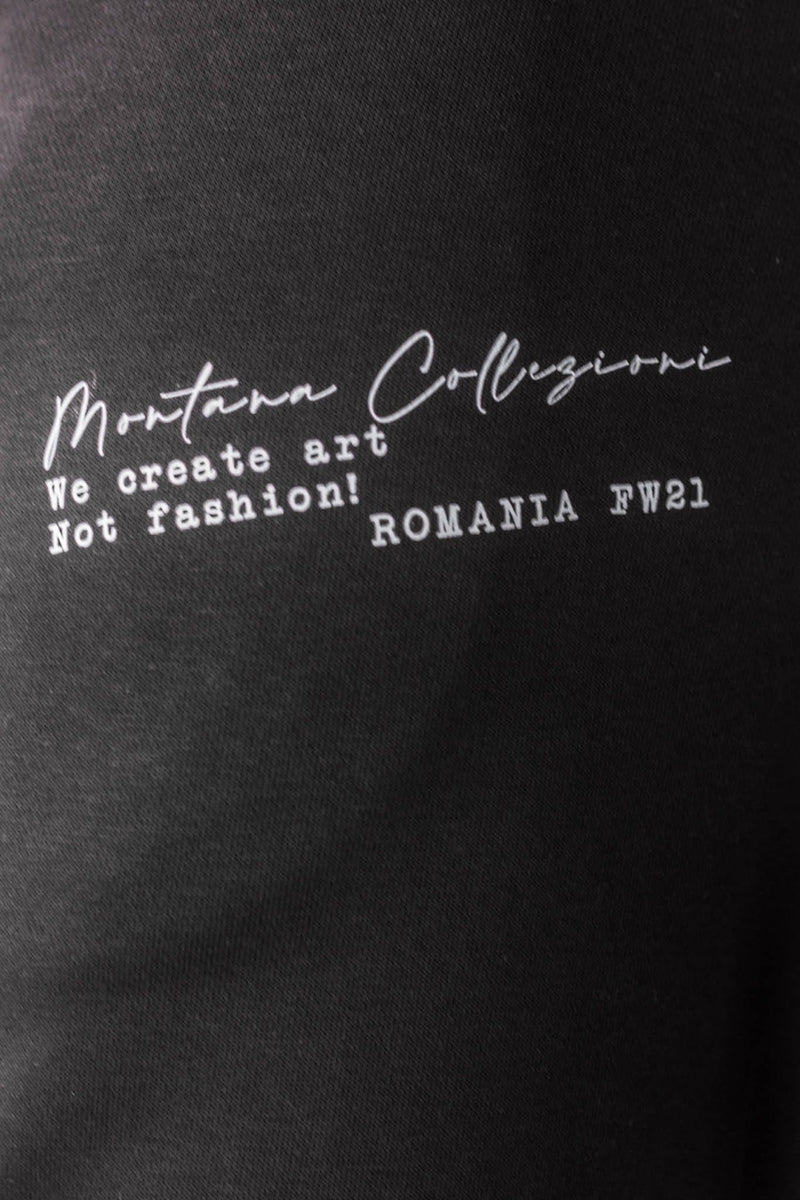 Montana Collezioni
We create art
Not fashion!
ROMANIA FW21